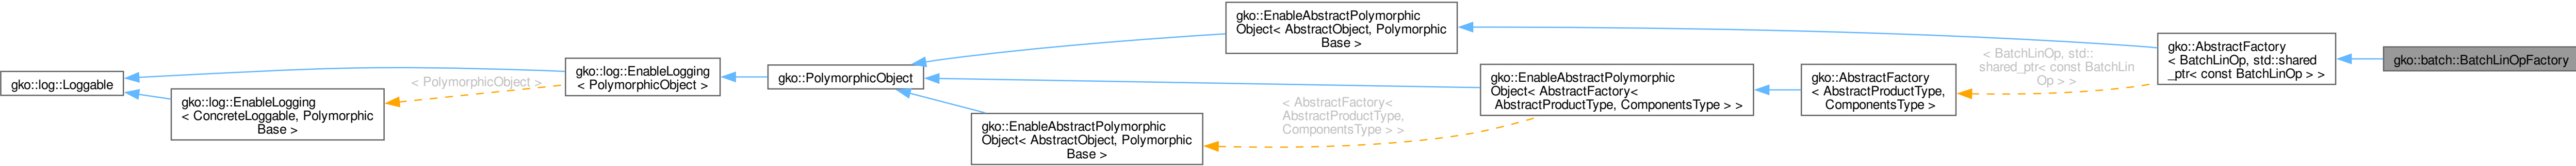 gko::log::Loggable
gko::log::EnableLogging
< ConcreteLoggable, Polymorphic
Base >
< PolymorphicObject >
gko::log::EnableLogging
< PolymorphicObject >
gko::PolymorphicObject
gko::EnableAbstractPolymorphic
Object< AbstractObject, Polymorphic
Base >
gko::EnableAbstractPolymorphic
Object< AbstractObject, Polymorphic
Base >
< AbstractFactory<
AbstractProductType,
ComponentsType > >
gko::EnableAbstractPolymorphic
Object< AbstractFactory<
AbstractProductType, ComponentsType > >
gko::AbstractFactory
< AbstractProductType,
ComponentsType >
< BatchLinOp, std::
shared_ptr< const BatchLin
Op > >
gko::AbstractFactory
< BatchLinOp, std::shared
_ptr< const BatchLinOp > >
gko::batch::BatchLinOpFactory